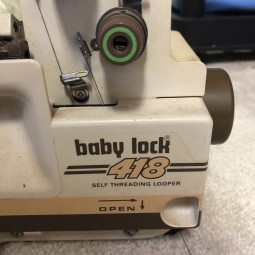 baby lock®
418
SELF THREADING LOOPER
OPEN